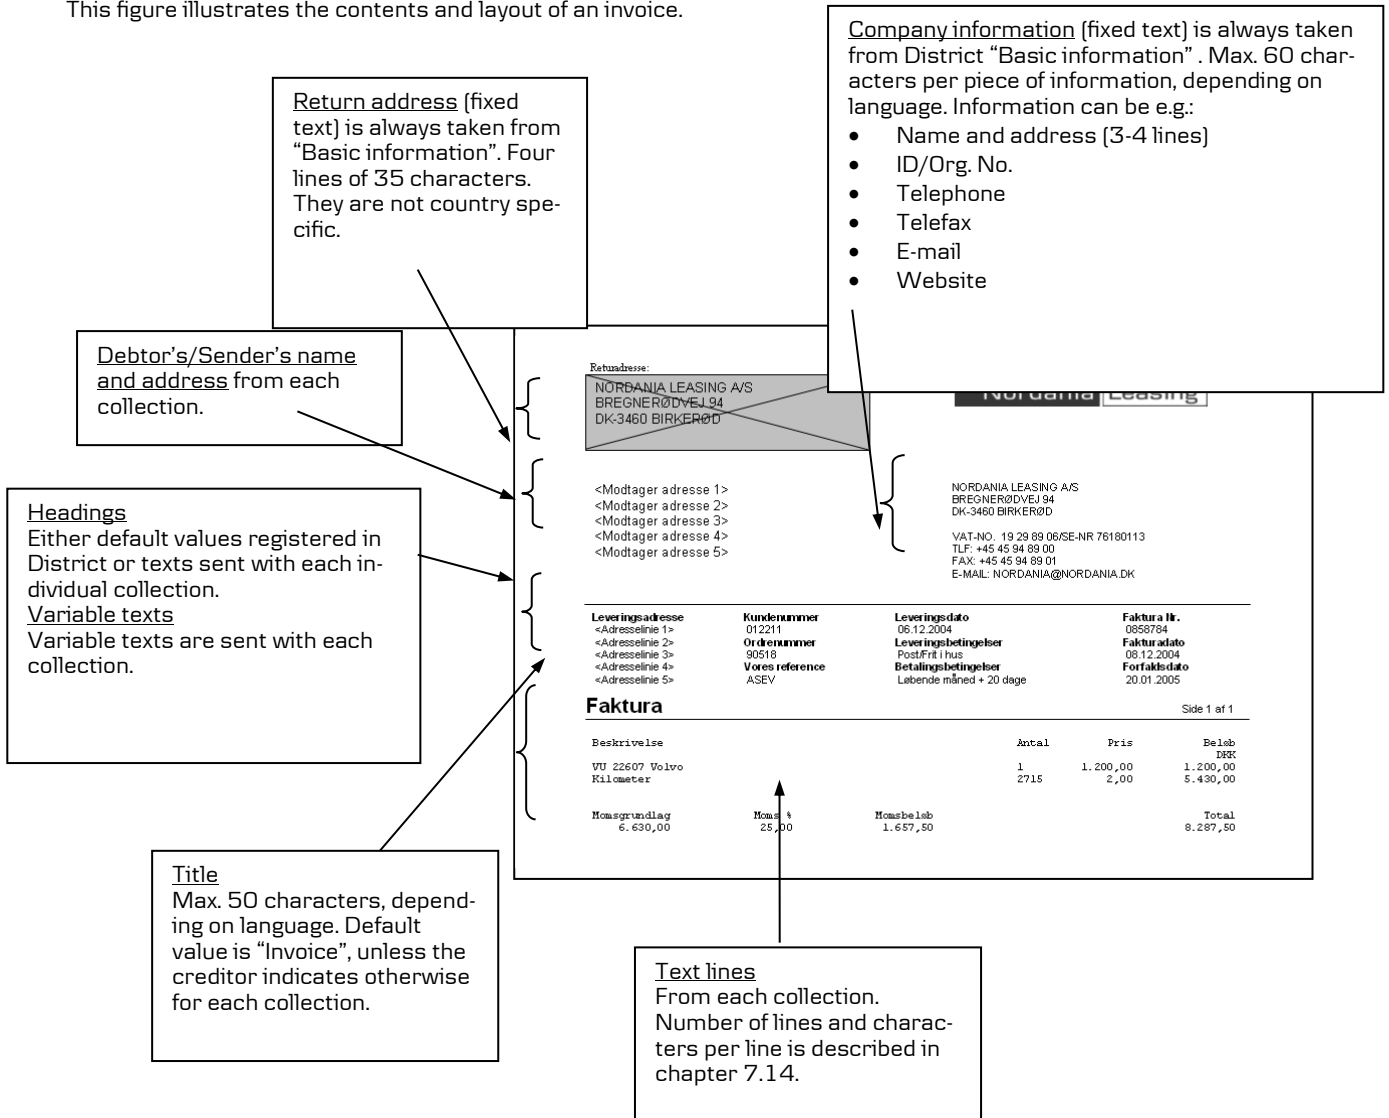 This figure illustrates the contents and layout of an invoice.
Company information (fixed text) is always taken
from District “Basic information” . Max. 60 char-
acters per piece of information, depending on
language. Information can be e.g.:
• Name and address (3-4 lines)
• ID/Org. No.
• Telephone
• Telefax
• E-mail
• Website
Return address (fixed
text) is always taken from
“Basic information”. Four
lines of 35 characters.
They are not country spe-
cific.
Debtor’s/Sender’s name
and address from each
collection.
Headings
Either default values registered in
District or texts sent with each in-
dividual collection.
Variable texts
Variable texts are sent with each
collection.
Returadresse:
NORDANIA LEASING A/S
BREGNERØDVEJ 94
DK-3460 BIRKERØD
Nordania Leasing
<Modtager adresse 1>
<Modtager adresse 2>
<Modtager adresse 3>
<Modtager adresse 4>
<Modtager adresse 5>
NORDANIA LEASING A/S
BREGNERØDVEJ 94
DK-3460 BIRKERØD
VAT-NO. 19 29 89 06/SE-NR 76180113
TLF: +45 45 94 89 00
FAX: +45 45 94 89 01
E-MAIL: NORDANIA@NORDANIA.DK
Leveringsadresse Kundenummer Leveringsdato Faktura Nr.
<Adresselinie 1> 012211 06.12.2004 0858784
<Adresselinie 2> Ordrenummer Leveringsbetingelser Fakturadato
<Adresselinie 3> 90518 Post/Frit i hus 08.12.2004
<Adresselinie 4> Vores reference Betalingsbetingelser Forfaldsdato
<Adresselinie 5> ASEV Løbende måned + 20 dage 20.01.2005
Faktura Side 1 af 1
Beskrivelse Antal Pris Beløb
DKK
VU 22607 Volvo 1 1.200,00 1.200,00
Kilometer 2715 2,00 5.430,00
Momsgrundlag Moms % Momsbeløb Total
6.630,00 25,00 1.657,50 8.287,50
Title
Max. 50 characters, depend-
ing on language. Default
value is “Invoice”, unless the
creditor indicates otherwise
for each collection.
Text lines
From each collection.
Number of lines and charac-
ters per line is described in
chapter 7.14.